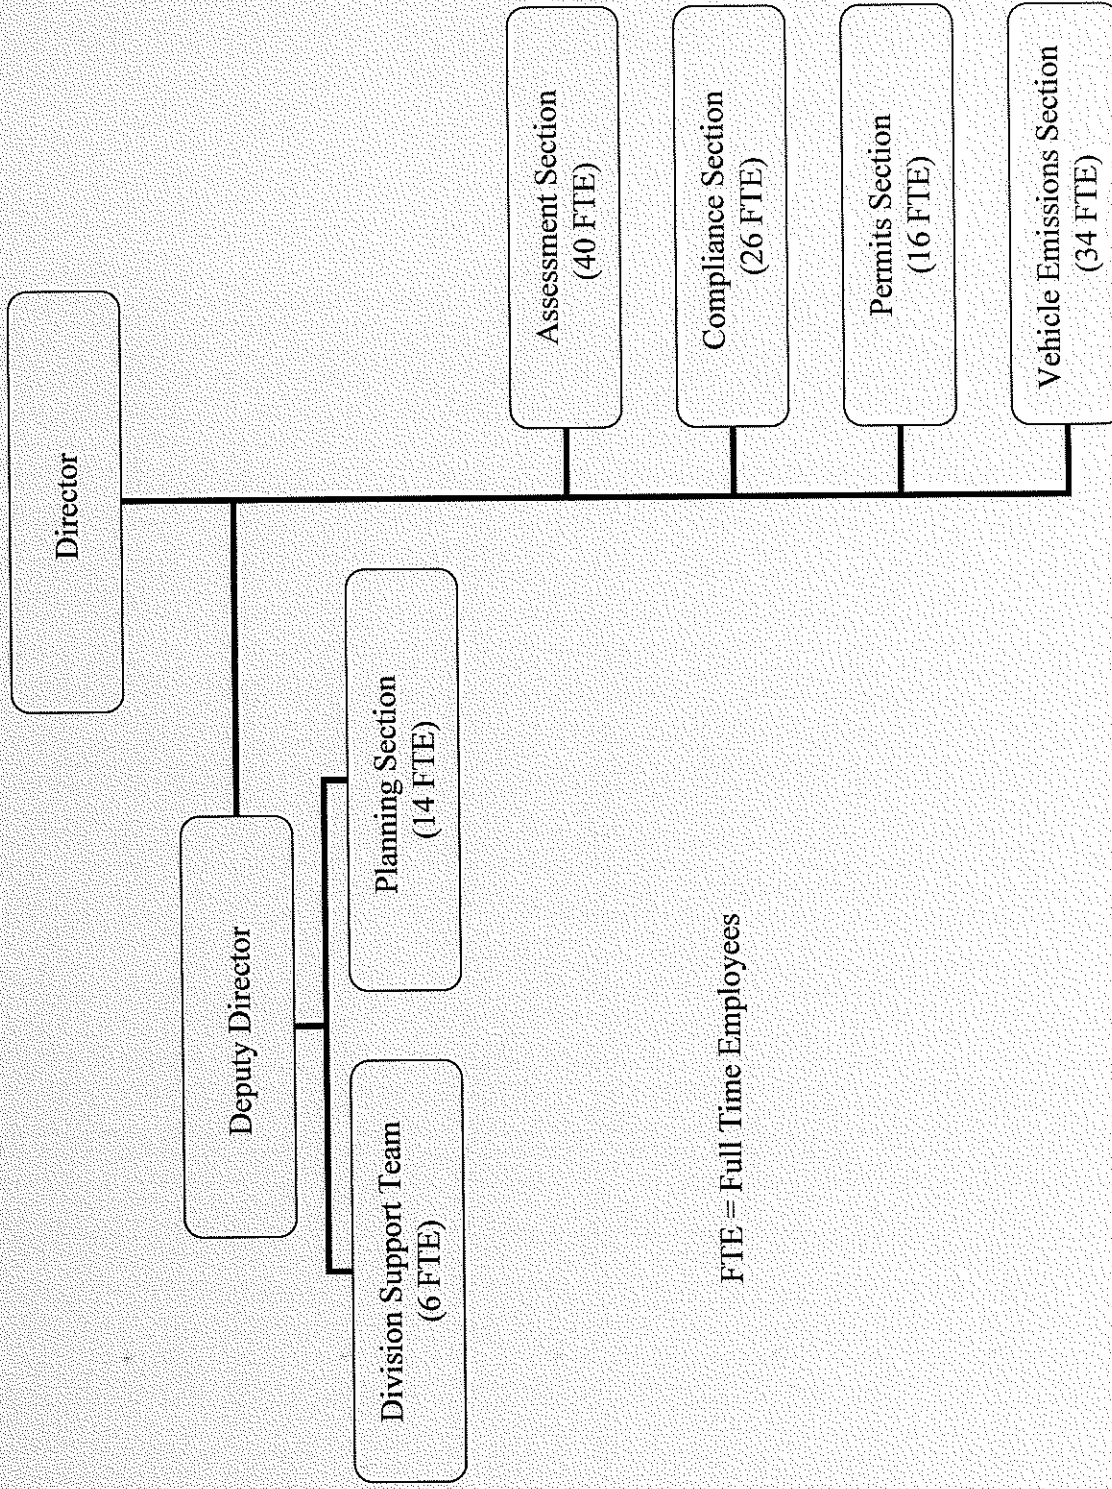 Director
Deputy Director
Division Support Team
(6 FTE)
Planning Section
(14 FTE)
Assessment Section
(40 FTE)
Compliance Section
(26 FTE)
Permits Section
(16 FTE)
Vehicle Emissions Section
(34 FTE)
FTE = Full Time Employees